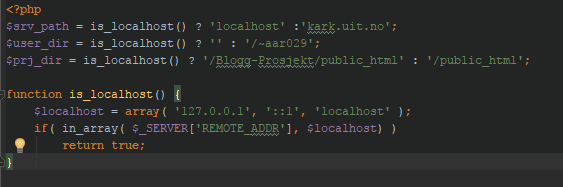 <?php
$srv_path = is_localhost() ? 'localhost' :'kark.uit.no';
$user_dir = is_localhost() ? '' : '/~aar029';
$prj_dir = is_localhost() ? '/Blogg-Prosjekt/public_html' : '/public_html';
function is_localhost() {
$localhost = array( '127.0.0.1', '::1', 'localhost' );
if( in_array( $_SERVER['REMOTE_ADDR'], $localhost) )
return true;
}